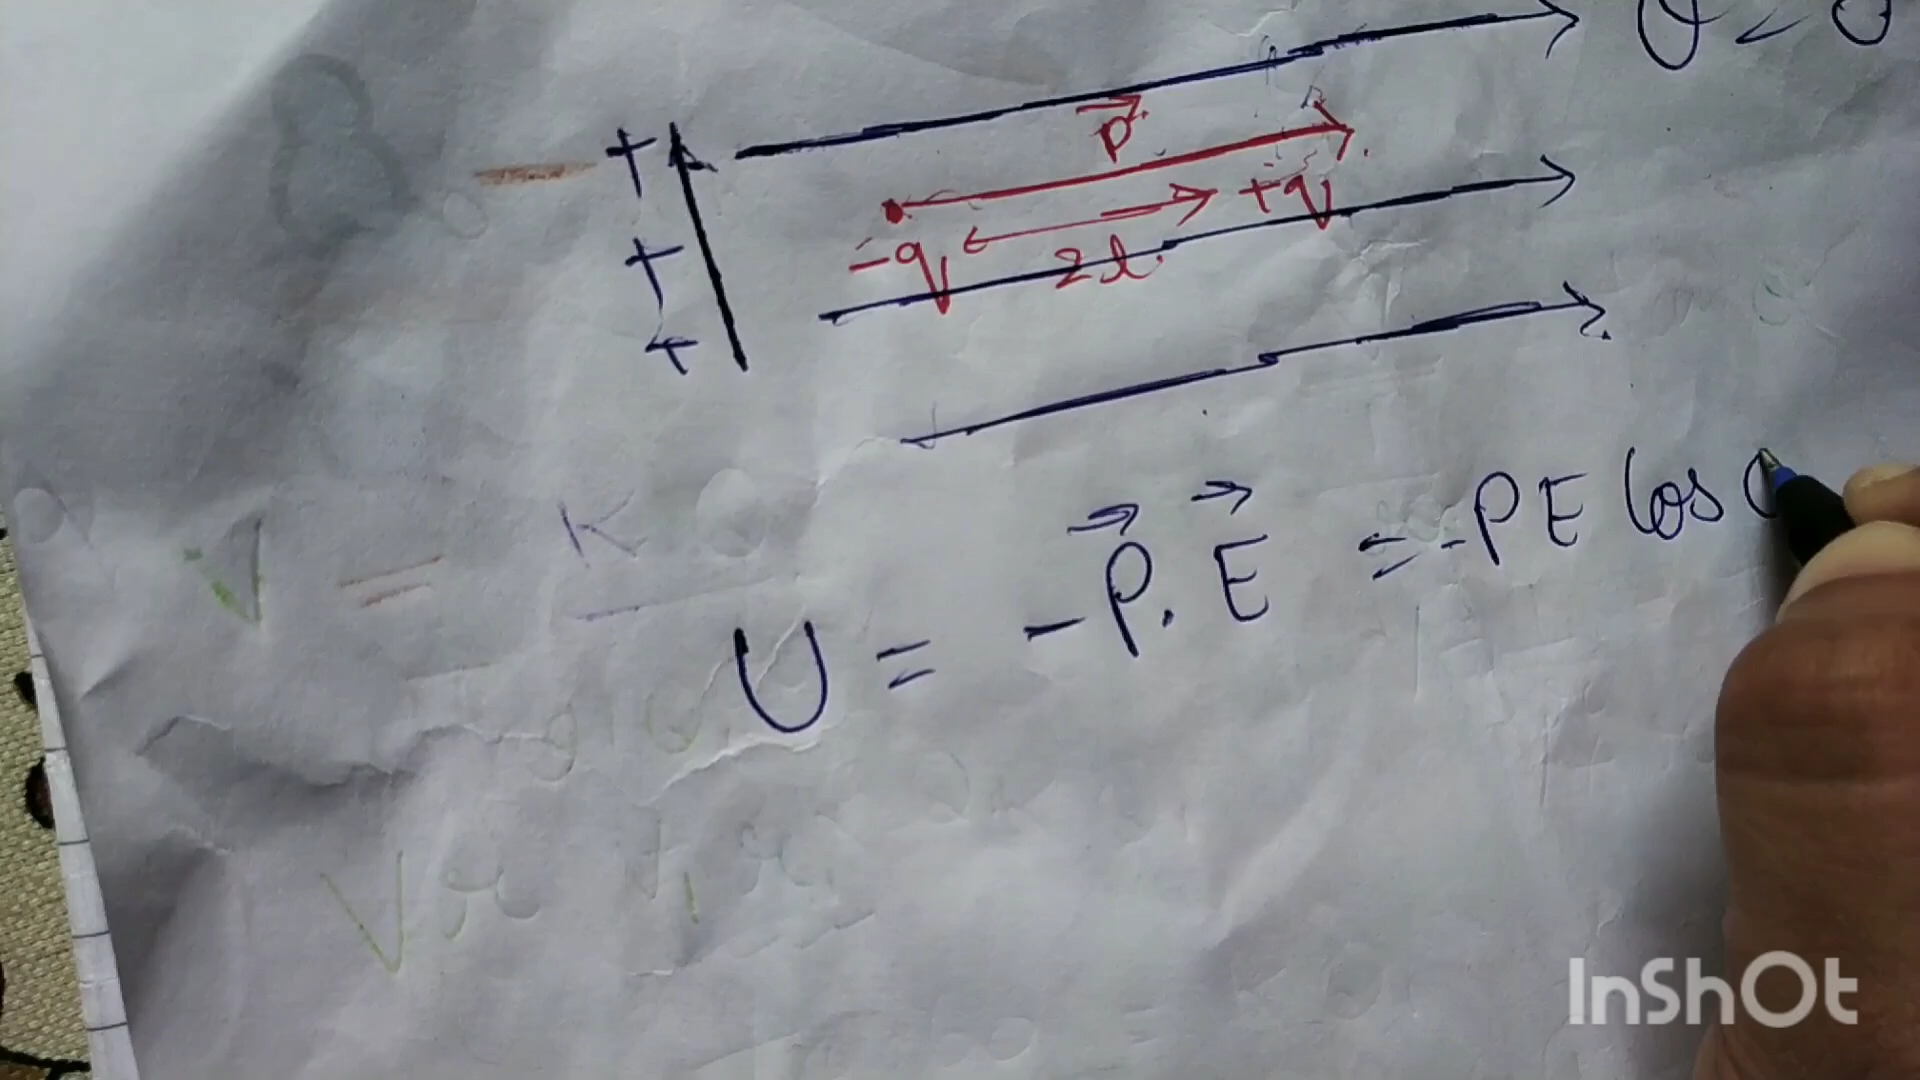 θ = 0
+
p⃗
+q
+
-q
2l
+
V = K
U = -P⃗.E⃗ = -PE Cos
InShOt